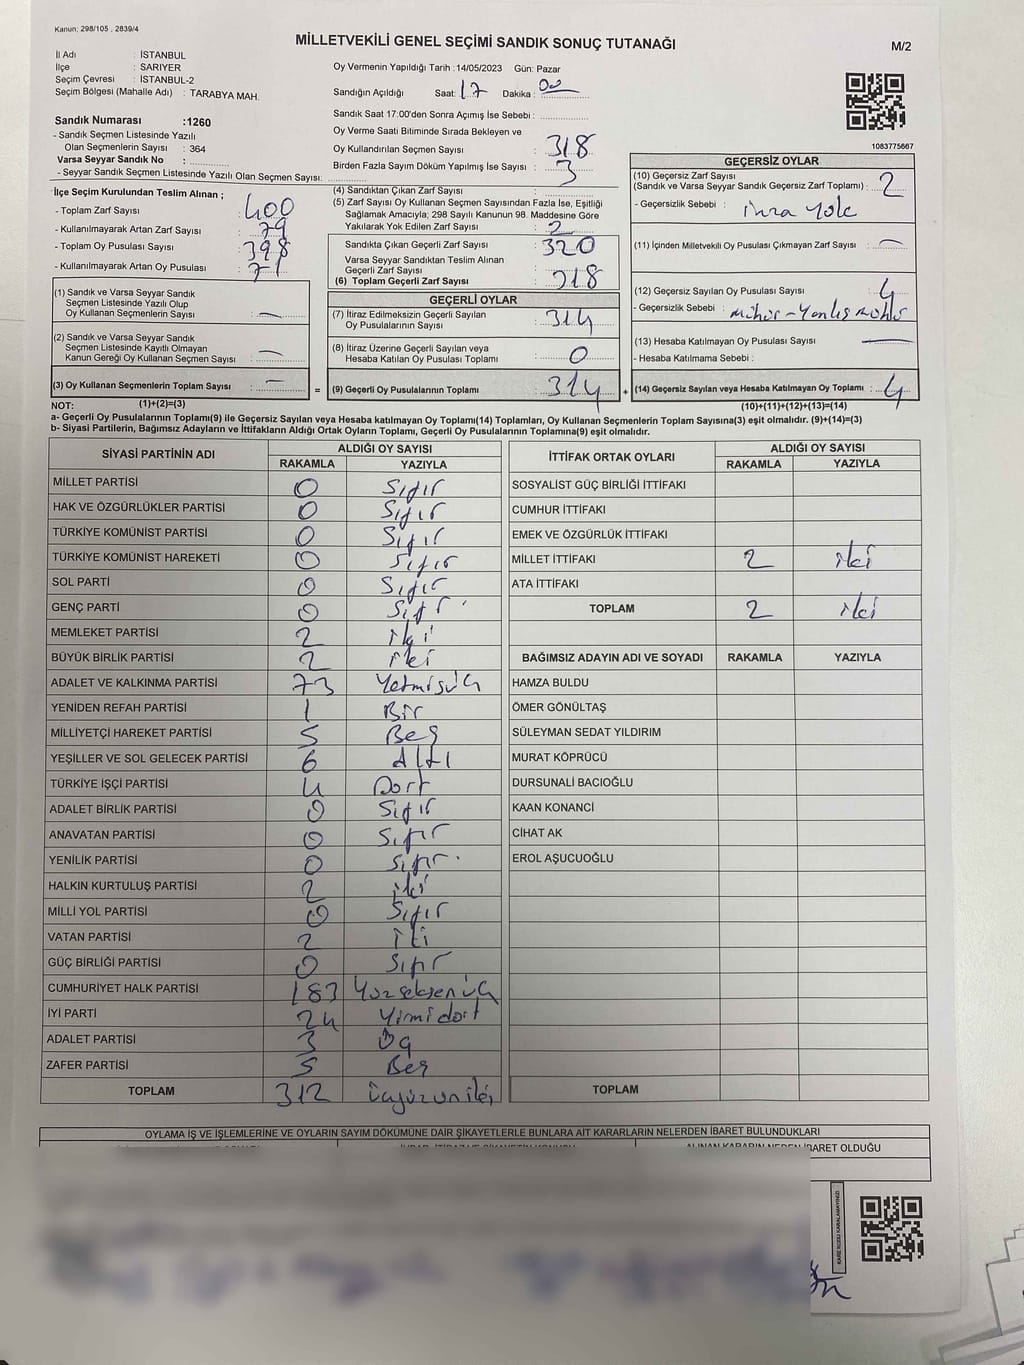 Kanun: 298/105 , 2839/4
MİLLETVEKİLİ GENEL SEÇİMİ SANDIK SONUÇ TUTANAĞI
M/2
İl Adı : İSTANBUL
İlçe : SARIYER
Seçim Çevresi : İSTANBUL-2
Seçim Bölgesi (Mahalle Adı) : TARABYA MAH.
Oy Vermenin Yapıldığı Tarih :14/05/2023 Gün: Pazar
Sandığın Açıldığı Saat: 17 Dakika : 00
Sandık Saat 17:00'den Sonra Açımış İse Sebebi :
Oy Verme Saati Bitiminde Sırada Bekleyen ve
Oy Kullandırılan Seçmen Sayısı : 318
Birden Fazla Sayım Döküm Yapılmış İse Sayısı : 3
Sandık Numarası :1260
- Sandık Seçmen Listesinde Yazılı
Olan Seçmenlerin Sayısı : 364
Varsa Seyyar Sandık No :
- Seyyar Sandık Seçmen Listesinde Yazılı Olan Seçmen Sayısı:
1083775667
İlçe Seçim Kurulundan Teslim Alınan ;
- Toplam Zarf Sayısı : 400
- Kullanılmayarak Artan Zarf Sayısı : 79
- Toplam Oy Pusulası Sayısı : 398
- Kullanılmayarak Artan Oy Pusulası : 71
(1) Sandık ve Varsa Seyyar Sandık
Seçmen Listesinde Yazılı Olup
Oy Kullanan Seçmenlerin Sayısı : —
(2) Sandık ve Varsa Seyyar Sandık
Seçmen Listesinde Kayıtlı Olmayan
Kanun Gereği Oy Kullanan Seçmen Sayısı : —
(3) Oy Kullanan Seçmenlerin Toplam Sayısı : —
(1)+(2)=(3)
(4) Sandıktan Çıkan Zarf Sayısı :
(5) Zarf Sayısı Oy Kullanan Seçmen Sayısından Fazla İse, Eşitliği
Sağlamak Amacıyla; 298 Sayılı Kanunun 98. Maddesine Göre
Yakılarak Yok Edilen Zarf Sayısı : 2
Sandıkta Çıkan Geçerli Zarf Sayısı : 320
Varsa Seyyar Sandıktan Teslim Alınan
Geçerli Zarf Sayısı
(6) Toplam Geçerli Zarf Sayısı : 318
GEÇERLİ OYLAR
(7) İtiraz Edilmeksizin Geçerli Sayılan
Oy Pusulalarının Sayısı : 314
(8) İtiraz Üzerine Geçerli Sayılan veya
Hesaba Katılan Oy Pusulası Toplamı : 0
= (9) Geçerli Oy Pusulalarının Toplamı : 314 +
GEÇERSİZ OYLAR
(10) Geçersiz Zarf Sayısı
(Sandık ve Varsa Seyyar Sandık Geçersiz Zarf Toplamı) : 2
- Geçersizlik Sebebi : imza Yok
(11) İçinden Milletvekili Oy Pusulası Çıkmayan Zarf Sayısı : —
(12) Geçersiz Sayılan Oy Pusulası Sayısı : 4
- Geçersizlik Sebebi : mühür-Yanlış mühür
(13) Hesaba Katılmayan Oy Pusulası Sayısı : —
- Hesaba Katılmama Sebebi :
(14) Geçersiz Sayılan veya Hesaba Katılmayan Oy Toplamı : 4
(10)+(11)+(12)+(13)=(14)
NOT:
a- Geçerli Oy Pusulalarının Toplamı(9) ile Geçersiz Sayılan veya Hesaba katılmayan Oy Toplamı(14) Toplamları, Oy Kullanan Seçmenlerin Toplam Sayısına(3) eşit olmalıdır. (9)+(14)=(3)
b- Siyasi Partilerin, Bağımsız Adayların ve İttifakların Aldığı Ortak Oyların Toplamı, Geçerli Oy Pusulalarının Toplamına(9) eşit olmalıdır.
SİYASİ PARTİNİN ADI ALDIĞI OY SAYISI
RAKAMLA YAZIYLA
MİLLET PARTİSİ 0 Sıfır
HAK VE ÖZGÜRLÜKLER PARTİSİ 0 Sıfır
TÜRKİYE KOMÜNİST PARTİSİ 0 Sıfır
TÜRKİYE KOMÜNİST HAREKETİ 0 Sıfır
SOL PARTİ 0 Sıfır
GENÇ PARTİ 0 Sıfır
MEMLEKET PARTİSİ 2 iki
BÜYÜK BİRLİK PARTİSİ 2 iki
ADALET VE KALKINMA PARTİSİ 73 Yetmişüç
YENİDEN REFAH PARTİSİ 1 Bir
MİLLİYETÇİ HAREKET PARTİSİ 5 Beş
YEŞİLLER VE SOL GELECEK PARTİSİ 6 Altı
TÜRKİYE İŞÇİ PARTİSİ 4 Dört
ADALET BİRLİK PARTİSİ 0 Sıfır
ANAVATAN PARTİSİ 0 Sıfır
YENİLİK PARTİSİ 0 Sıfır
HALKIN KURTULUŞ PARTİSİ 2 iki
MİLLİ YOL PARTİSİ 0 Sıfır
VATAN PARTİSİ 2 iki
GÜÇ BİRLİĞİ PARTİSİ 0 Sıfır
CUMHURİYET HALK PARTİSİ 183 Yüzseksenüç
İYİ PARTİ 24 Yirmidört
ADALET PARTİSİ 3 Üç
ZAFER PARTİSİ 5 Beş
TOPLAM 312 üçyüzoniki
İTTİFAK ORTAK OYLARI ALDIĞI OY SAYISI
RAKAMLA YAZIYLA
SOSYALİST GÜÇ BİRLİĞİ İTTİFAKI
CUMHUR İTTİFAKI
EMEK VE ÖZGÜRLÜK İTTİFAKI
MİLLET İTTİFAKI 2 iki
ATA İTTİFAKI
TOPLAM 2 iki
BAĞIMSIZ ADAYIN ADI VE SOYADI RAKAMLA YAZIYLA
HAMZA BULDU
ÖMER GÖNÜLTAŞ
SÜLEYMAN SEDAT YILDIRIM
MURAT KÖPRÜCÜ
DURSUNALİ BACIOĞLU
KAAN KONANCİ
CİHAT AK
EROL AŞUCUOĞLU
TOPLAM
OYLAMA İŞ VE İŞLEMLERİNE VE OYLARIN SAYIM DÖKÜMÜNE DAİR ŞİKAYETLERLE BUNLARA AİT KARARLARIN NELERDEN İBARET BULUNDUKLARI
ALINAN KARARIN NEDEN İBARET OLDUĞU
KARE KODU KARALAMAYINIZ!